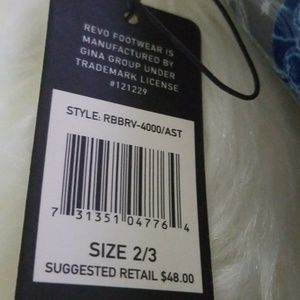 REVO FOOTWEAR IS
MANUFACTURED BY
GINA GROUP UNDER
TRADEMARK LICENSE
#121229
STYLE: RBBRV-4000/AST
7 31351 04776 4
SIZE 2/3
SUGGESTED RETAIL $48.00